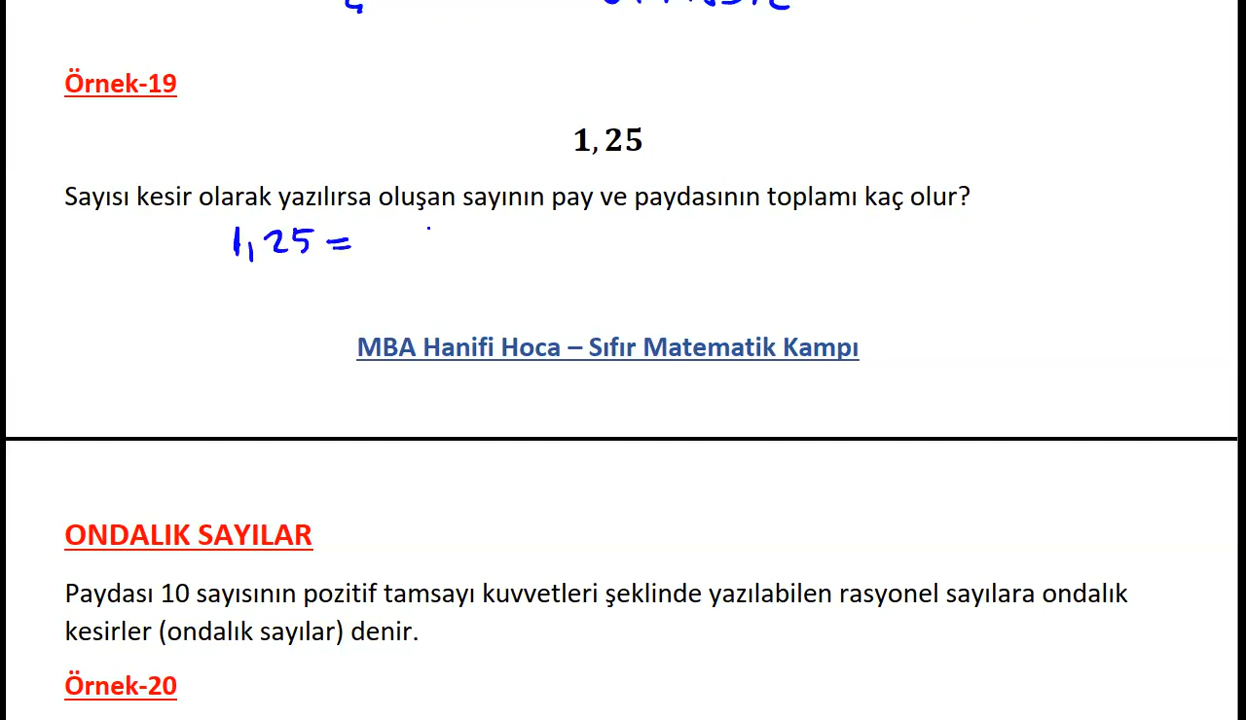 Örnek-19
1, 25
Sayısı kesir olarak yazılırsa oluşan sayının pay ve paydasının toplamı kaç olur?
1,25 =
MBA Hanifi Hoca – Sıfır Matematik Kampı
ONDALIK SAYILAR
Paydası 10 sayısının pozitif tamsayı kuvvetleri şeklinde yazılabilen rasyonel sayılara ondalık
kesirler (ondalık sayılar) denir.
Örnek-20